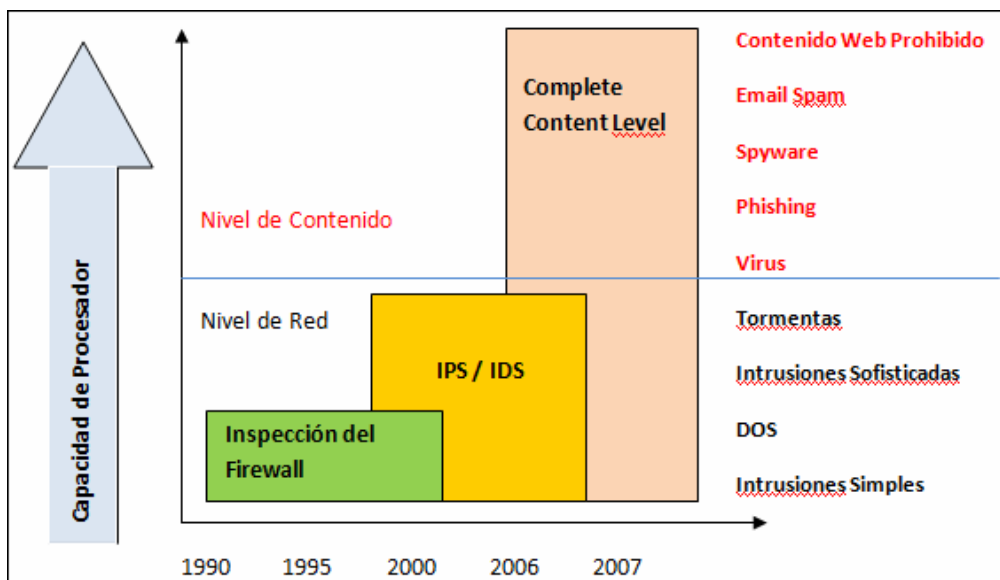 Capacidad de Procesador
Nivel de Contenido
Nivel de Red
Inspección del
Firewall
IPS / IDS
Complete
Content Level
Contenido Web Prohibido
Email Spam
Spyware
Phishing
Virus
Tormentas
Intrusiones Sofisticadas
DOS
Intrusiones Simples
1990 1995 2000 2006 2007